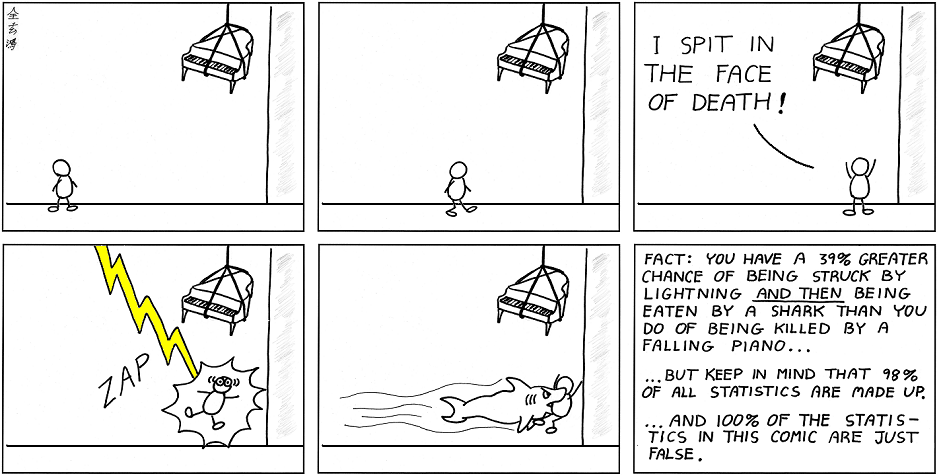 全
玄
鴻
I SPIT IN
THE FACE
OF DEATH!
ZAP
FACT: YOU HAVE A 39% GREATER
CHANCE OF BEING STRUCK BY
LIGHTNING AND THEN BEING
EATEN BY A SHARK THAN YOU
DO OF BEING KILLED BY A
FALLING PIANO...
...BUT KEEP IN MIND THAT 98%
OF ALL STATISTICS ARE MADE UP.
...AND 100% OF THE STATIS-
TICS IN THIS COMIC ARE JUST
FALSE.